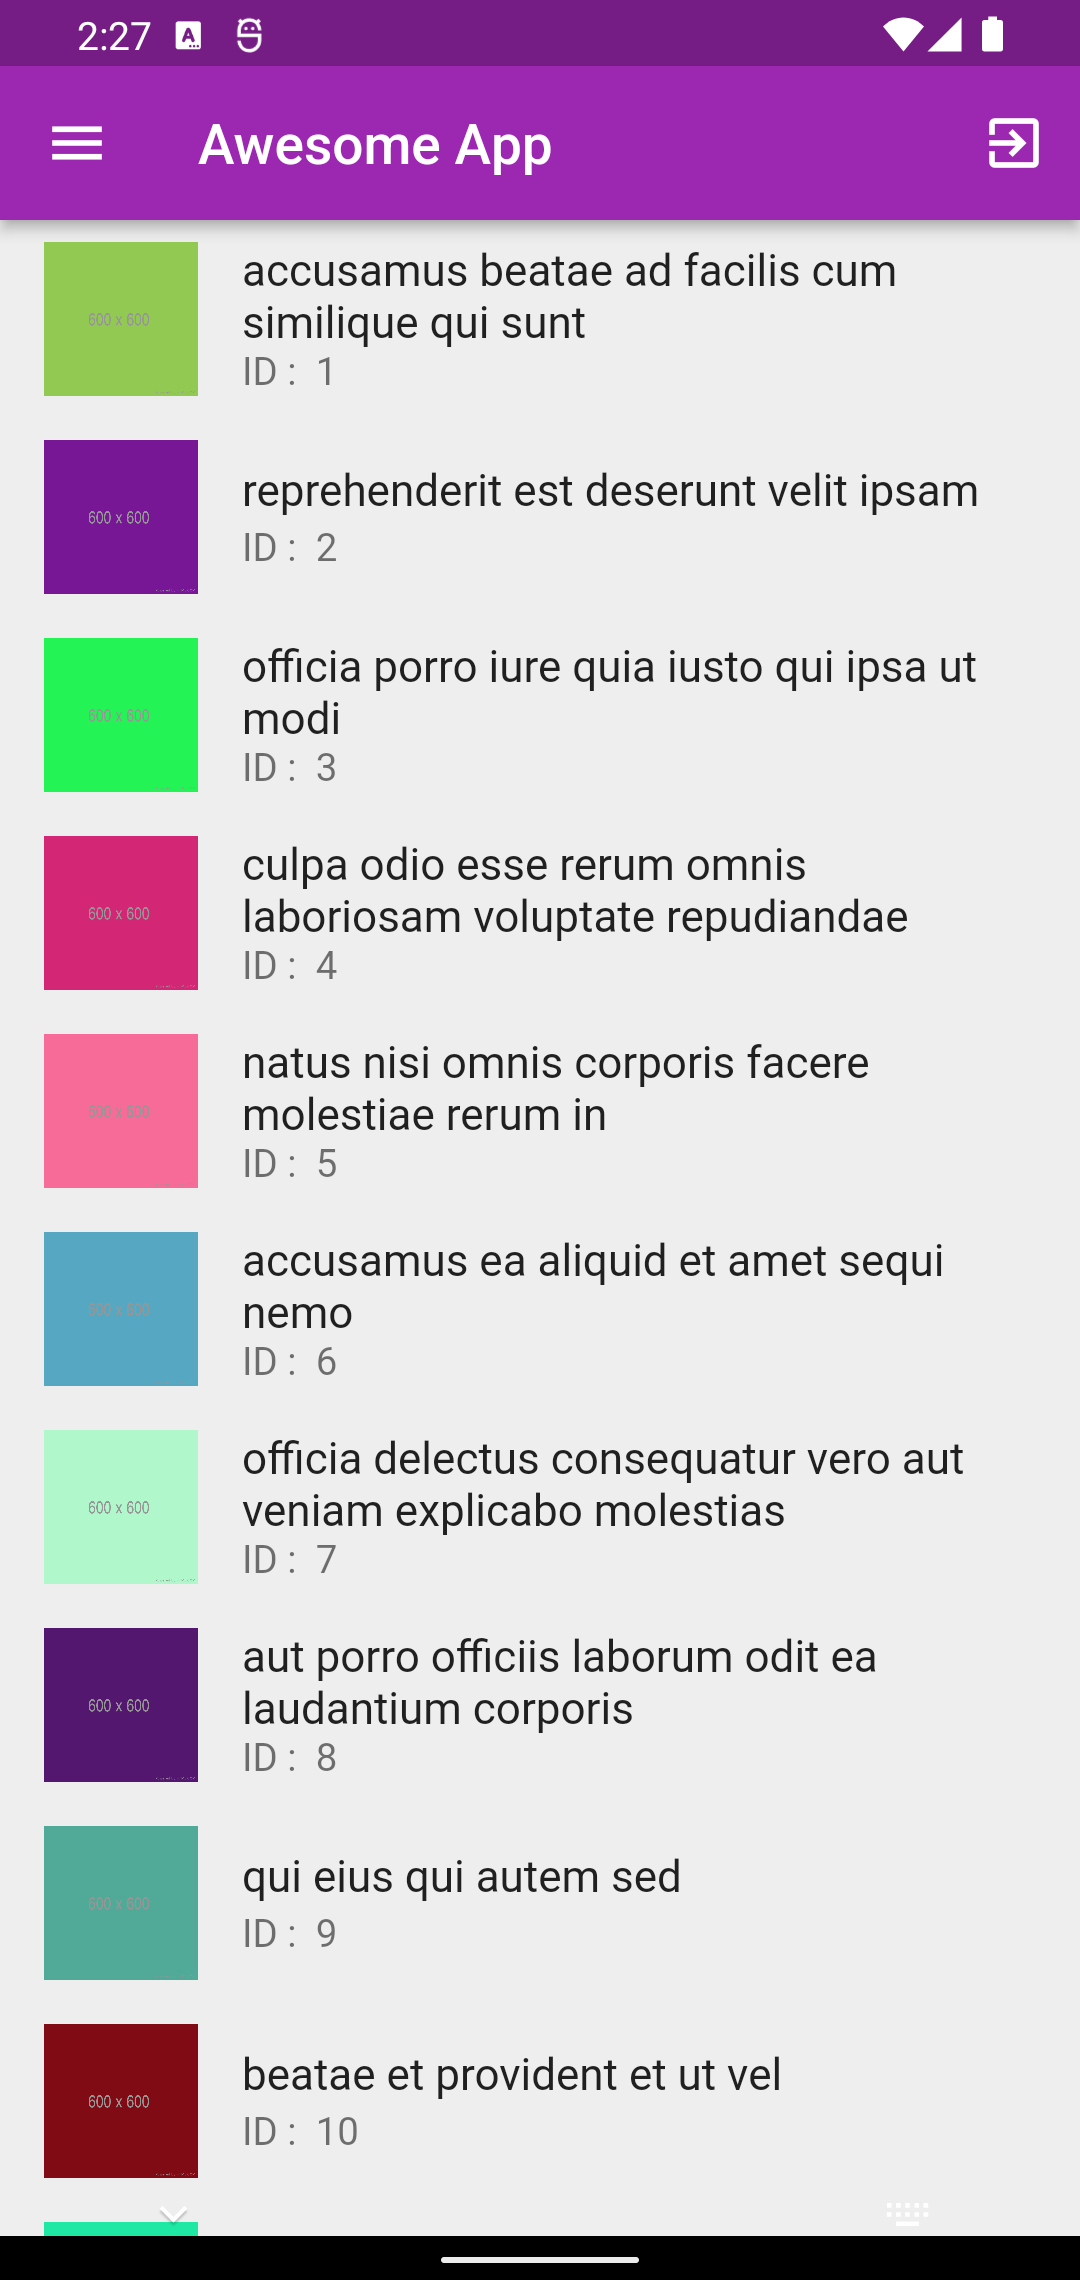 2:27
Awesome App
600 x 600
accusamus beatae ad facilis cum
similique qui sunt
ID : 1
600 x 600
reprehenderit est deserunt velit ipsam
ID : 2
600 x 600
officia porro iure quia iusto qui ipsa ut
modi
ID : 3
600 x 600
culpa odio esse rerum omnis
laboriosam voluptate repudiandae
ID : 4
600 x 600
natus nisi omnis corporis facere
molestiae rerum in
ID : 5
600 x 600
accusamus ea aliquid et amet sequi
nemo
ID : 6
600 x 600
officia delectus consequatur vero aut
veniam explicabo molestias
ID : 7
600 x 600
aut porro officiis laborum odit ea
laudantium corporis
ID : 8
600 x 600
qui eius qui autem sed
ID : 9
600 x 600
beatae et provident et ut vel
ID : 10